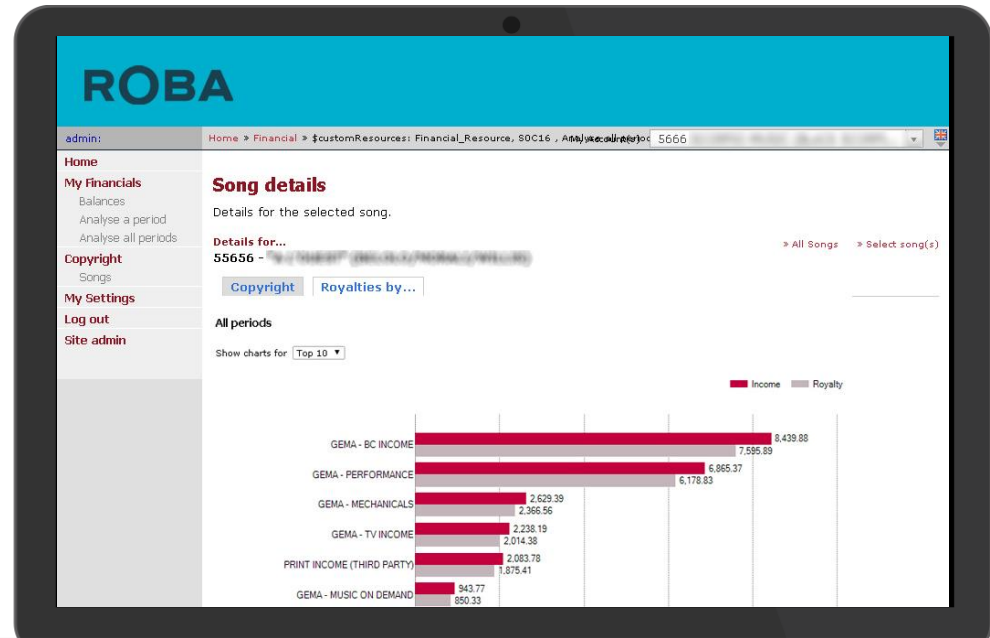 ROBA
admin:
Home » Financial » $customResources: Financial_Resource, S0C16 , Analyse all period
My Account(s)
5666
Home
My Financials
Balances
Analyse a period
Analyse all periods
Copyright
Songs
My Settings
Log out
Site admin
Song details
Details for the selected song.
Details for...
» All Songs » Select song(s)
55656 -
Copyright Royalties by...
All periods
Show charts for Top 10
Income Royalty
GEMA - BC INCOME 8,439.88
7,595.89
GEMA - PERFORMANCE 6,865.37
6,178.83
GEMA - MECHANICALS 2,629.39
2,366.56
GEMA - TV INCOME 2,238.19
2,014.38
PRINT INCOME (THIRD PARTY) 2,083.78
1,875.41
GEMA - MUSIC ON DEMAND 943.77
850.33